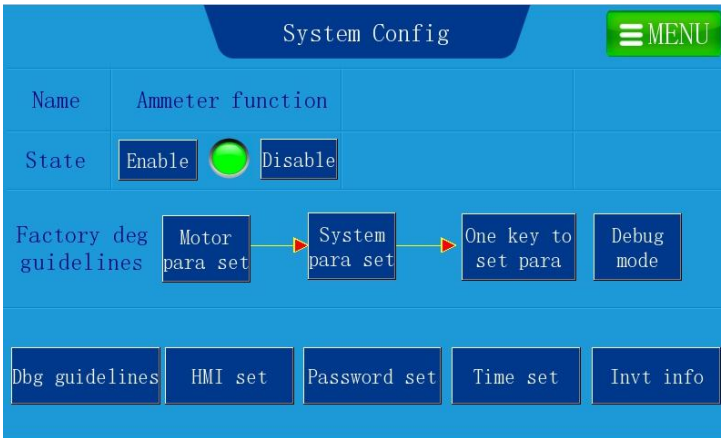 System Config
MENU
Name Ammeter function
State Enable Disable
Factory deg guidelines
Motor para set
System para set
One key to set para
Debug mode
Dbg guidelines HMI set Password set Time set Invt info